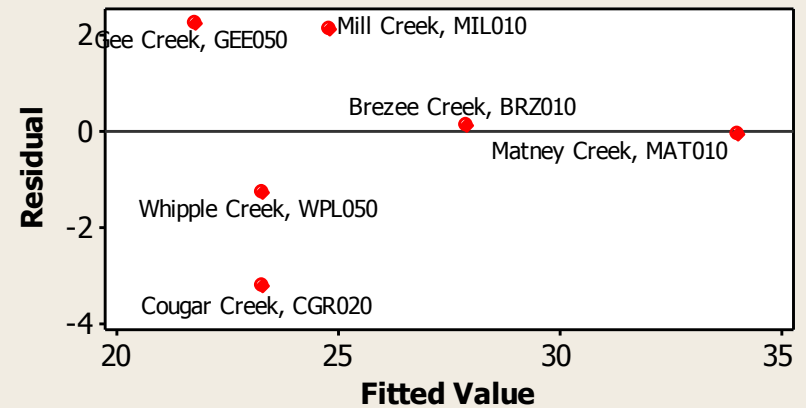 2
Gee Creek, GEE050
Mill Creek, MIL010
Brezee Creek, BRZ010
0
Matney Creek, MAT010
Residual
Whipple Creek, WPL050
-2
Cougar Creek, CGR020
-4
20 25 30 35
Fitted Value